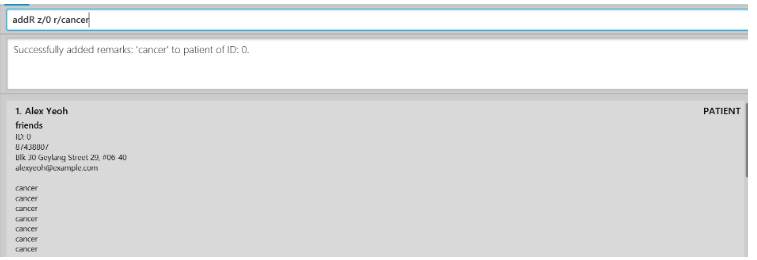 addR z/0 r/cancer
Successfully added remarks: 'cancer' to patient of ID: 0.
1. Alex Yeoh
PATIENT
friends
ID: 0
87438807
Blk 30 Geylang Street 29, #06-40
alexyeoh@example.com
cancer
cancer
cancer
cancer
cancer
cancer
cancer